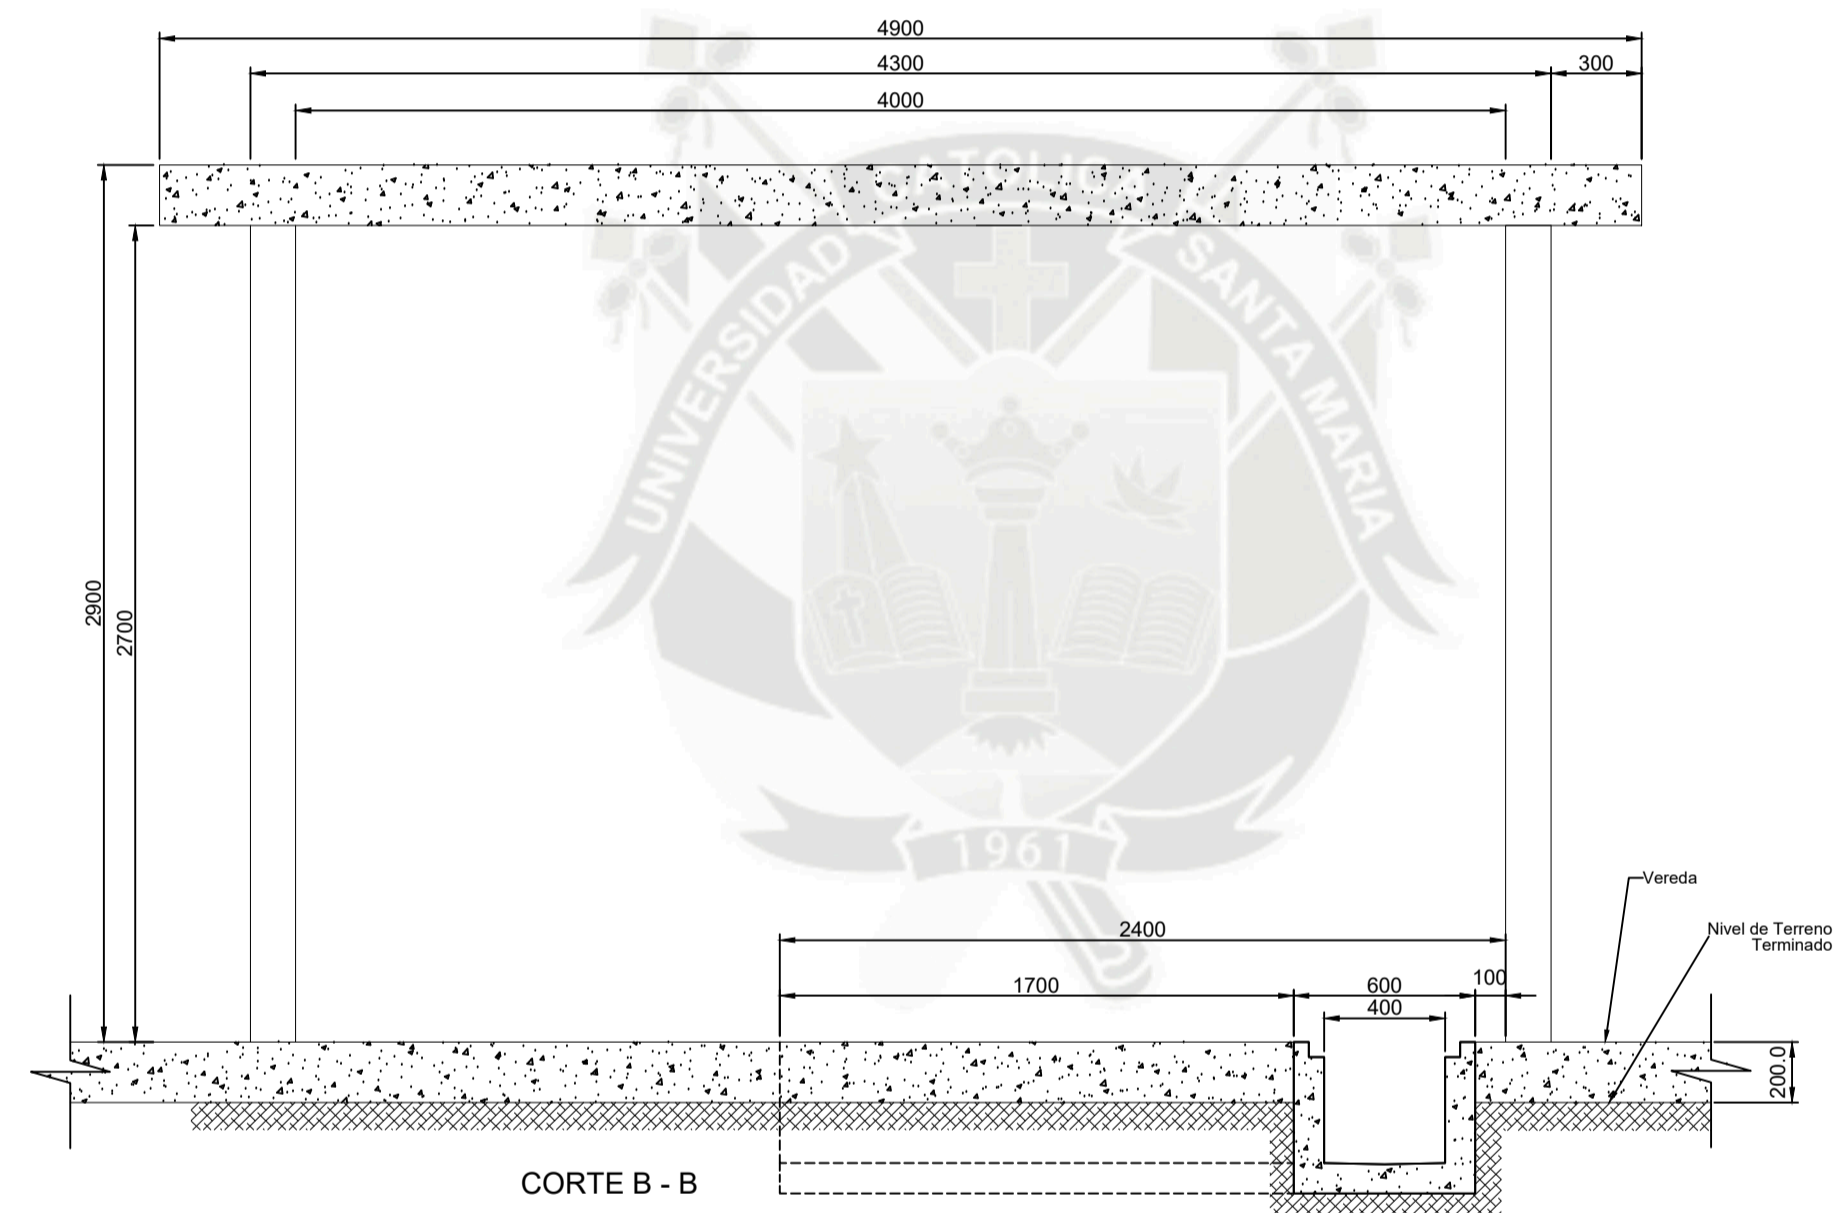 4900
4300
300
4000
CATOLICA
UNIVERSIDAD
SANTA MARIA
2900
2700
1961
Vereda
2400
Nivel de Terreno
Terminado
1700
600
100
400
200.0
CORTE B - B